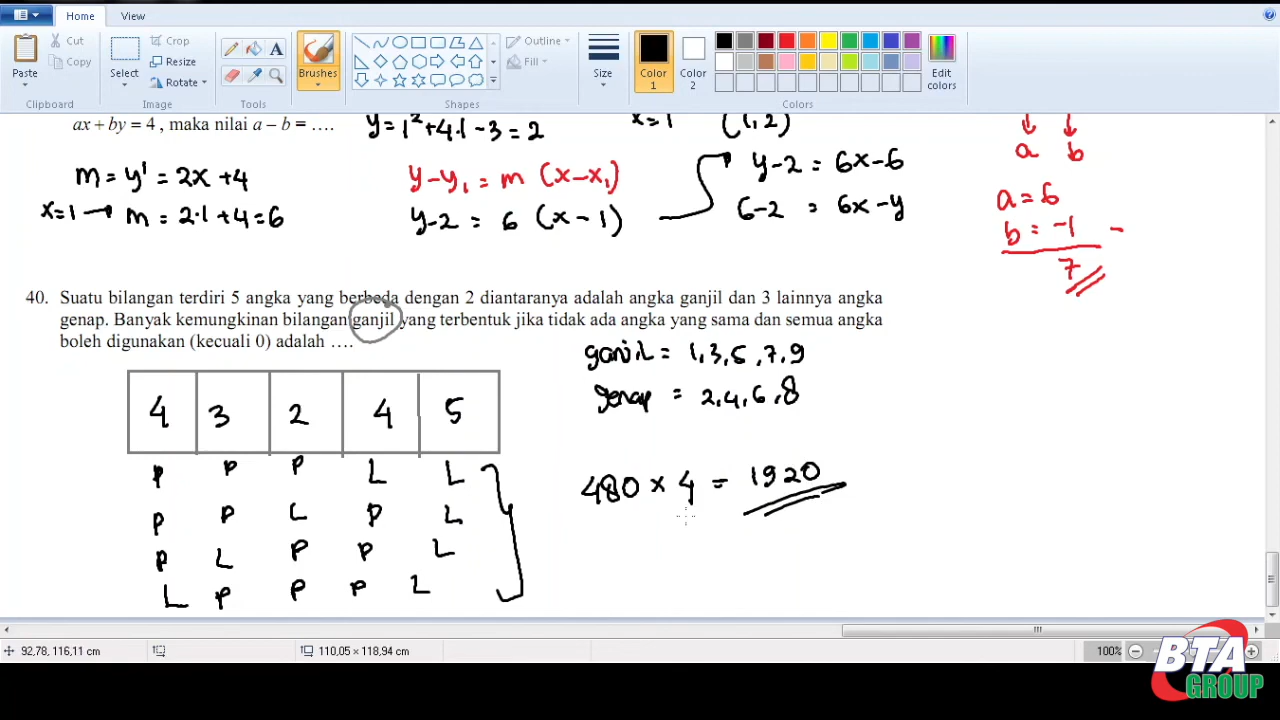 Home View
Paste
Cut
Copy
Clipboard
Select
Crop
Resize
Rotate
Image
A
Tools
Brushes
Outline
Fill
Shapes
Size
Color 1
Color 2
Edit colors
Colors
ax + by = 4 , maka nilai a – b = ….
y = 1² + 4·1 - 3 = 2
x = 1 (1, 2)
a b
m = y' = 2x + 4
x=1 → m = 2·1 + 4 = 6
y - y₁ = m (x - x₁)
y-2 = 6 (x - 1)
y-2 = 6x-6
6-2 = 6x-y
a = 6
b = -1 -
7
40. Suatu bilangan terdiri 5 angka yang berbeda dengan 2 diantaranya adalah angka ganjil dan 3 lainnya angka
genap. Banyak kemungkinan bilangan ganjil yang terbentuk jika tidak ada angka yang sama dan semua angka
boleh digunakan (kecuali 0) adalah ….
ganjil = 1, 3, 5, 7, 9
genap = 2, 4, 6, 8
4 3 2 4 5
P P P L L
P P L P L
P L P P L
L P P P L
480 × 4 = 1920
92,78, 116,11 cm
110,05 × 118,94 cm
100%
BTA
GROUP